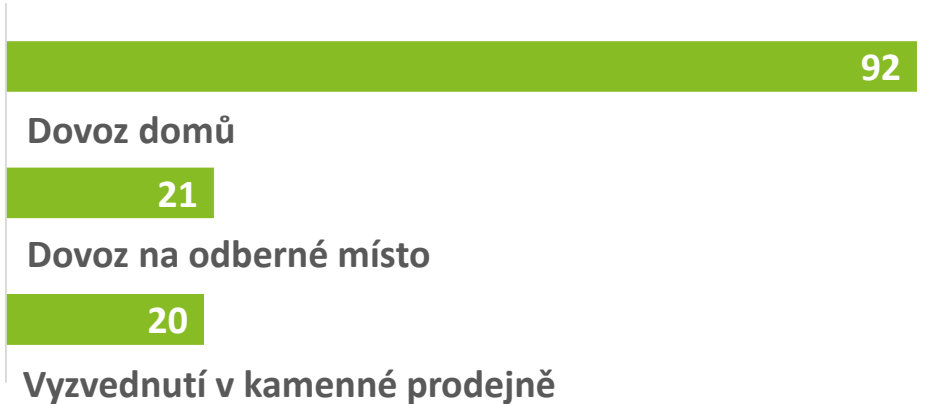 92
Dovoz domů
21
Dovoz na odberné místo
20
Vyzvednutí v kamenné prodejně